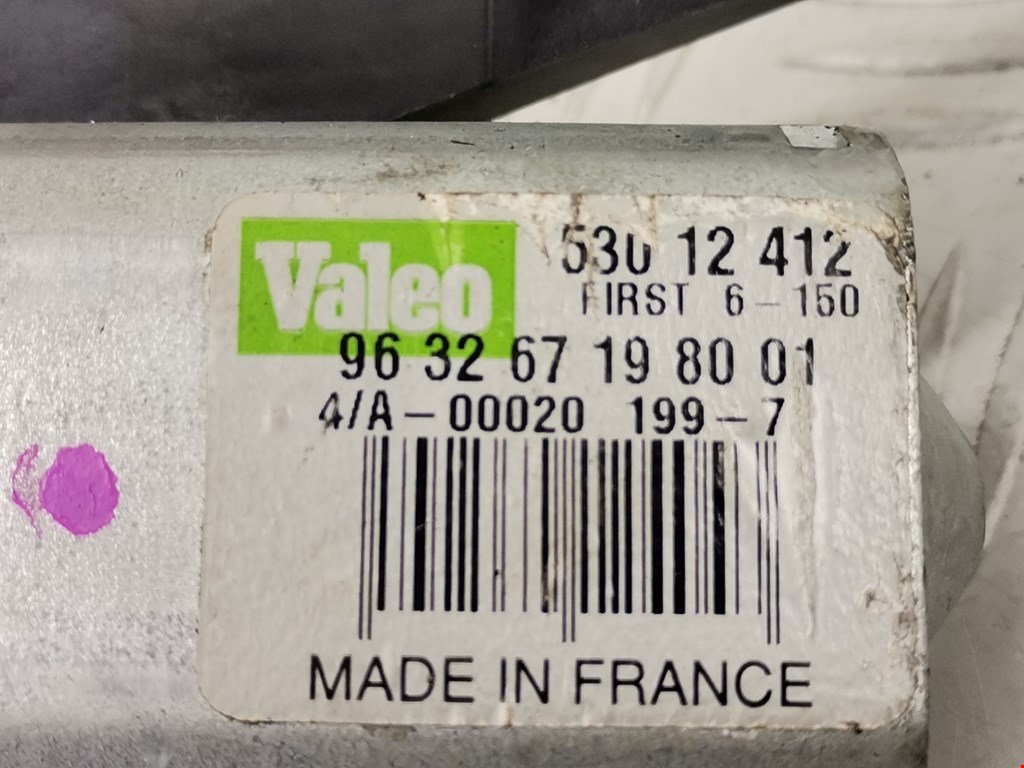 Valeo
530 12 412
FIRST 6-150
96 32 67 19 80 01
4/A-00020 199-7
MADE IN FRANCE